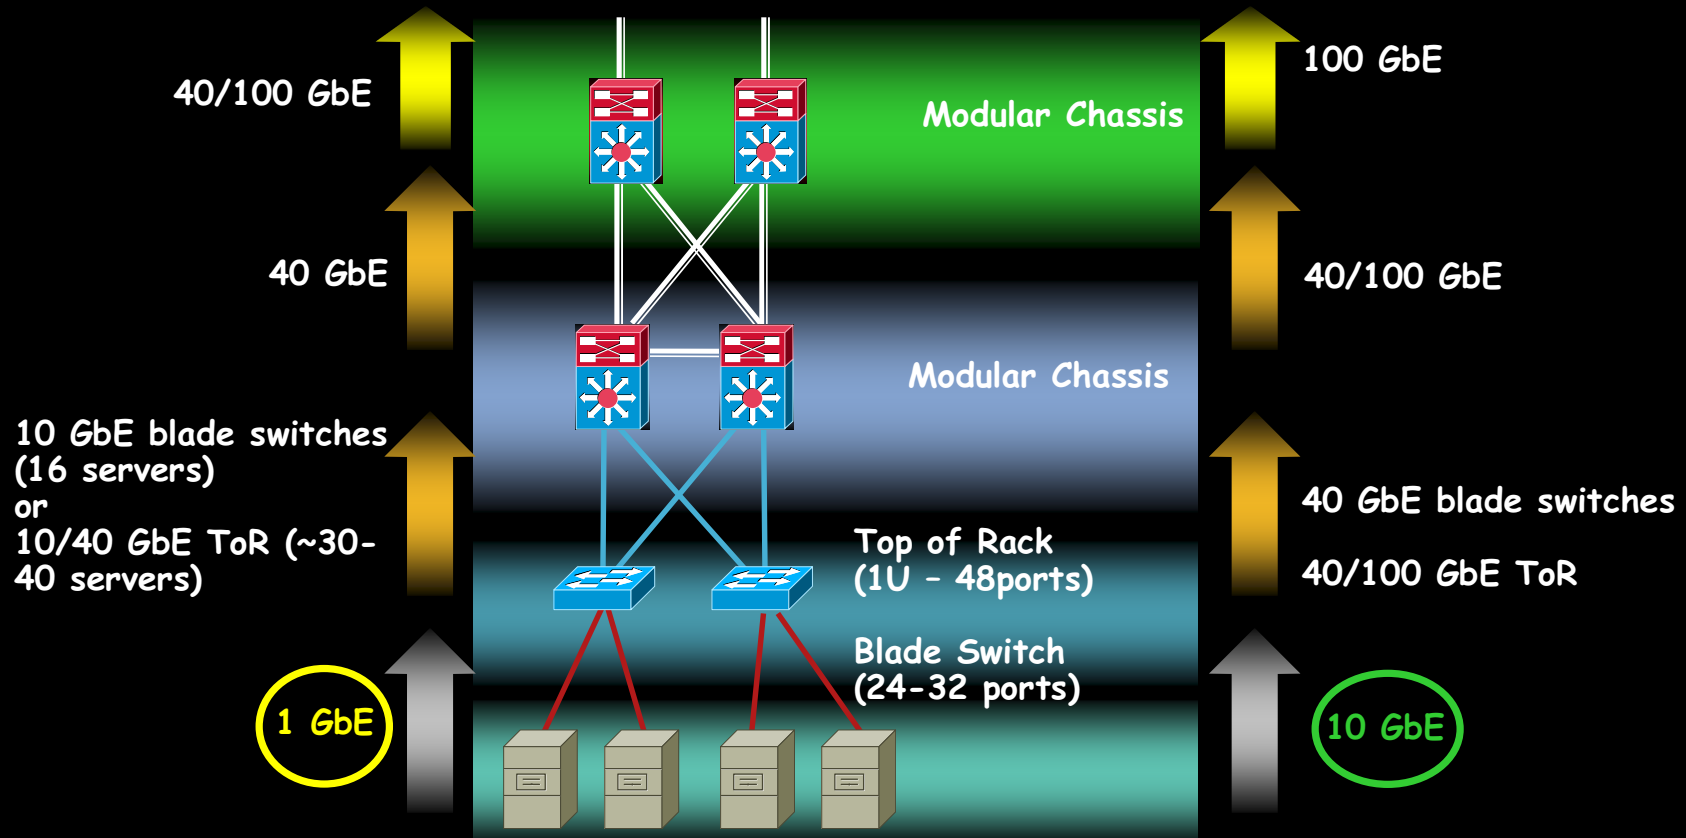 40/100 GbE
100 GbE
Modular Chassis
40 GbE
40/100 GbE
Modular Chassis
10 GbE blade switches
(16 servers)
or
10/40 GbE ToR (~30-
40 servers)
40 GbE blade switches
40/100 GbE ToR
Top of Rack
(1U - 48ports)
Blade Switch
(24-32 ports)
1 GbE
10 GbE